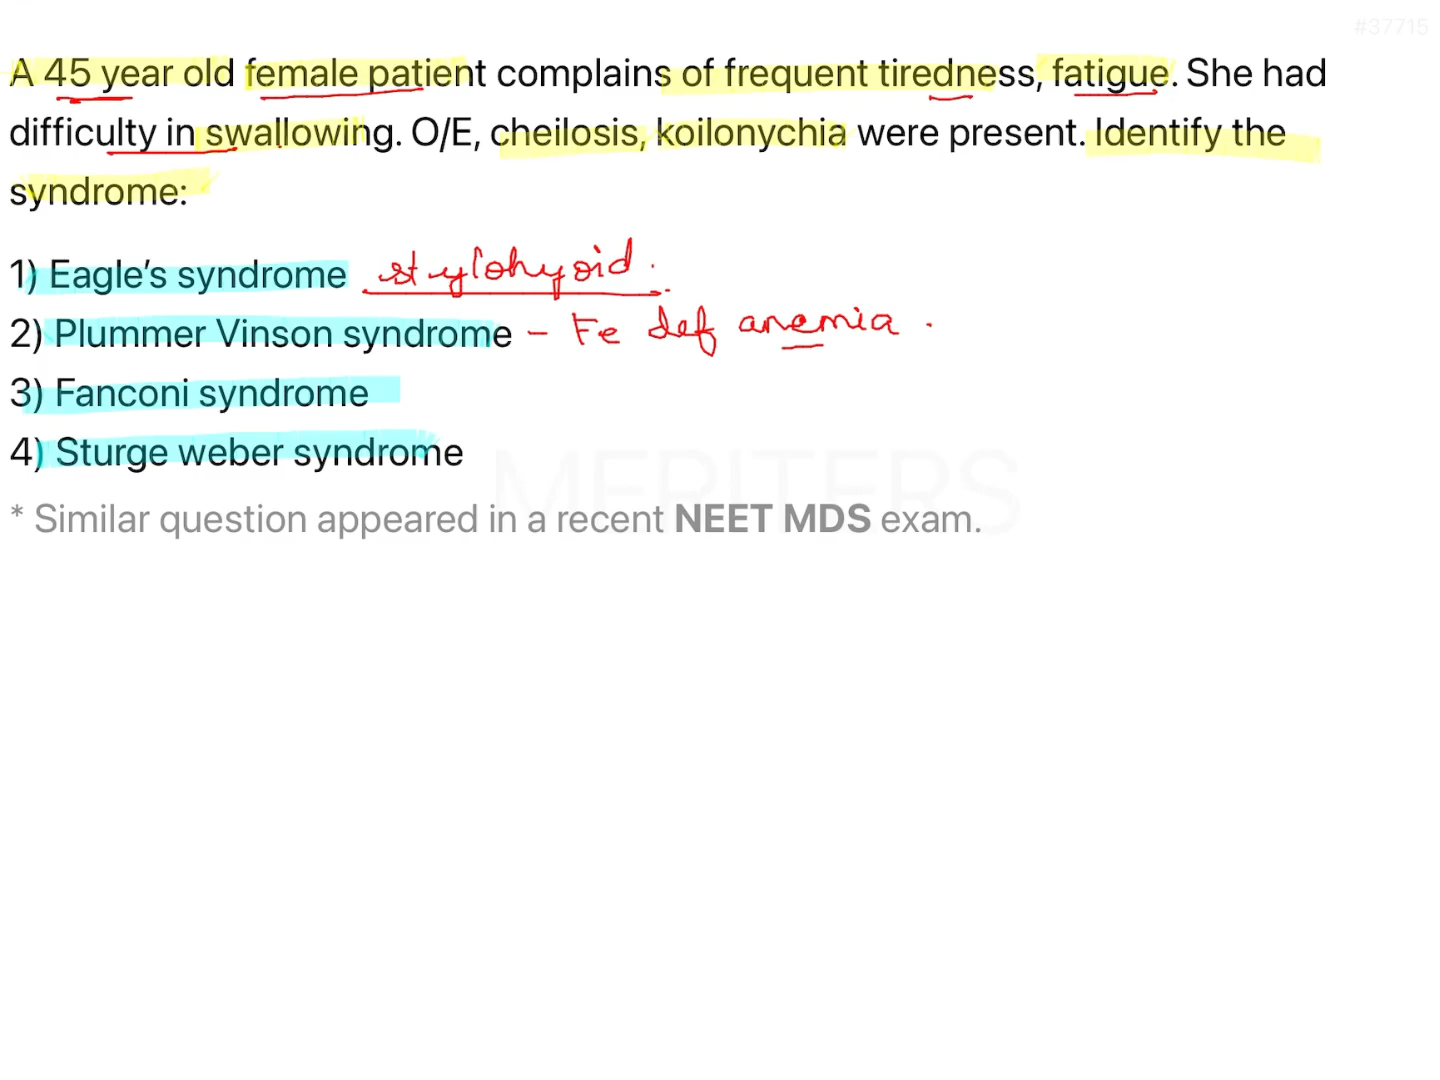 #37715
A 45 year old female patient complains of frequent tiredness, fatigue. She had
difficulty in swallowing. O/E, cheilosis, koilonychia were present. Identify the
syndrome:
1) Eagle's syndrome stylohyoid.
2) Plummer Vinson syndrome - Fe def anemia.
3) Fanconi syndrome
4) Sturge weber syndrome
MERITERS
* Similar question appeared in a recent NEET MDS exam.